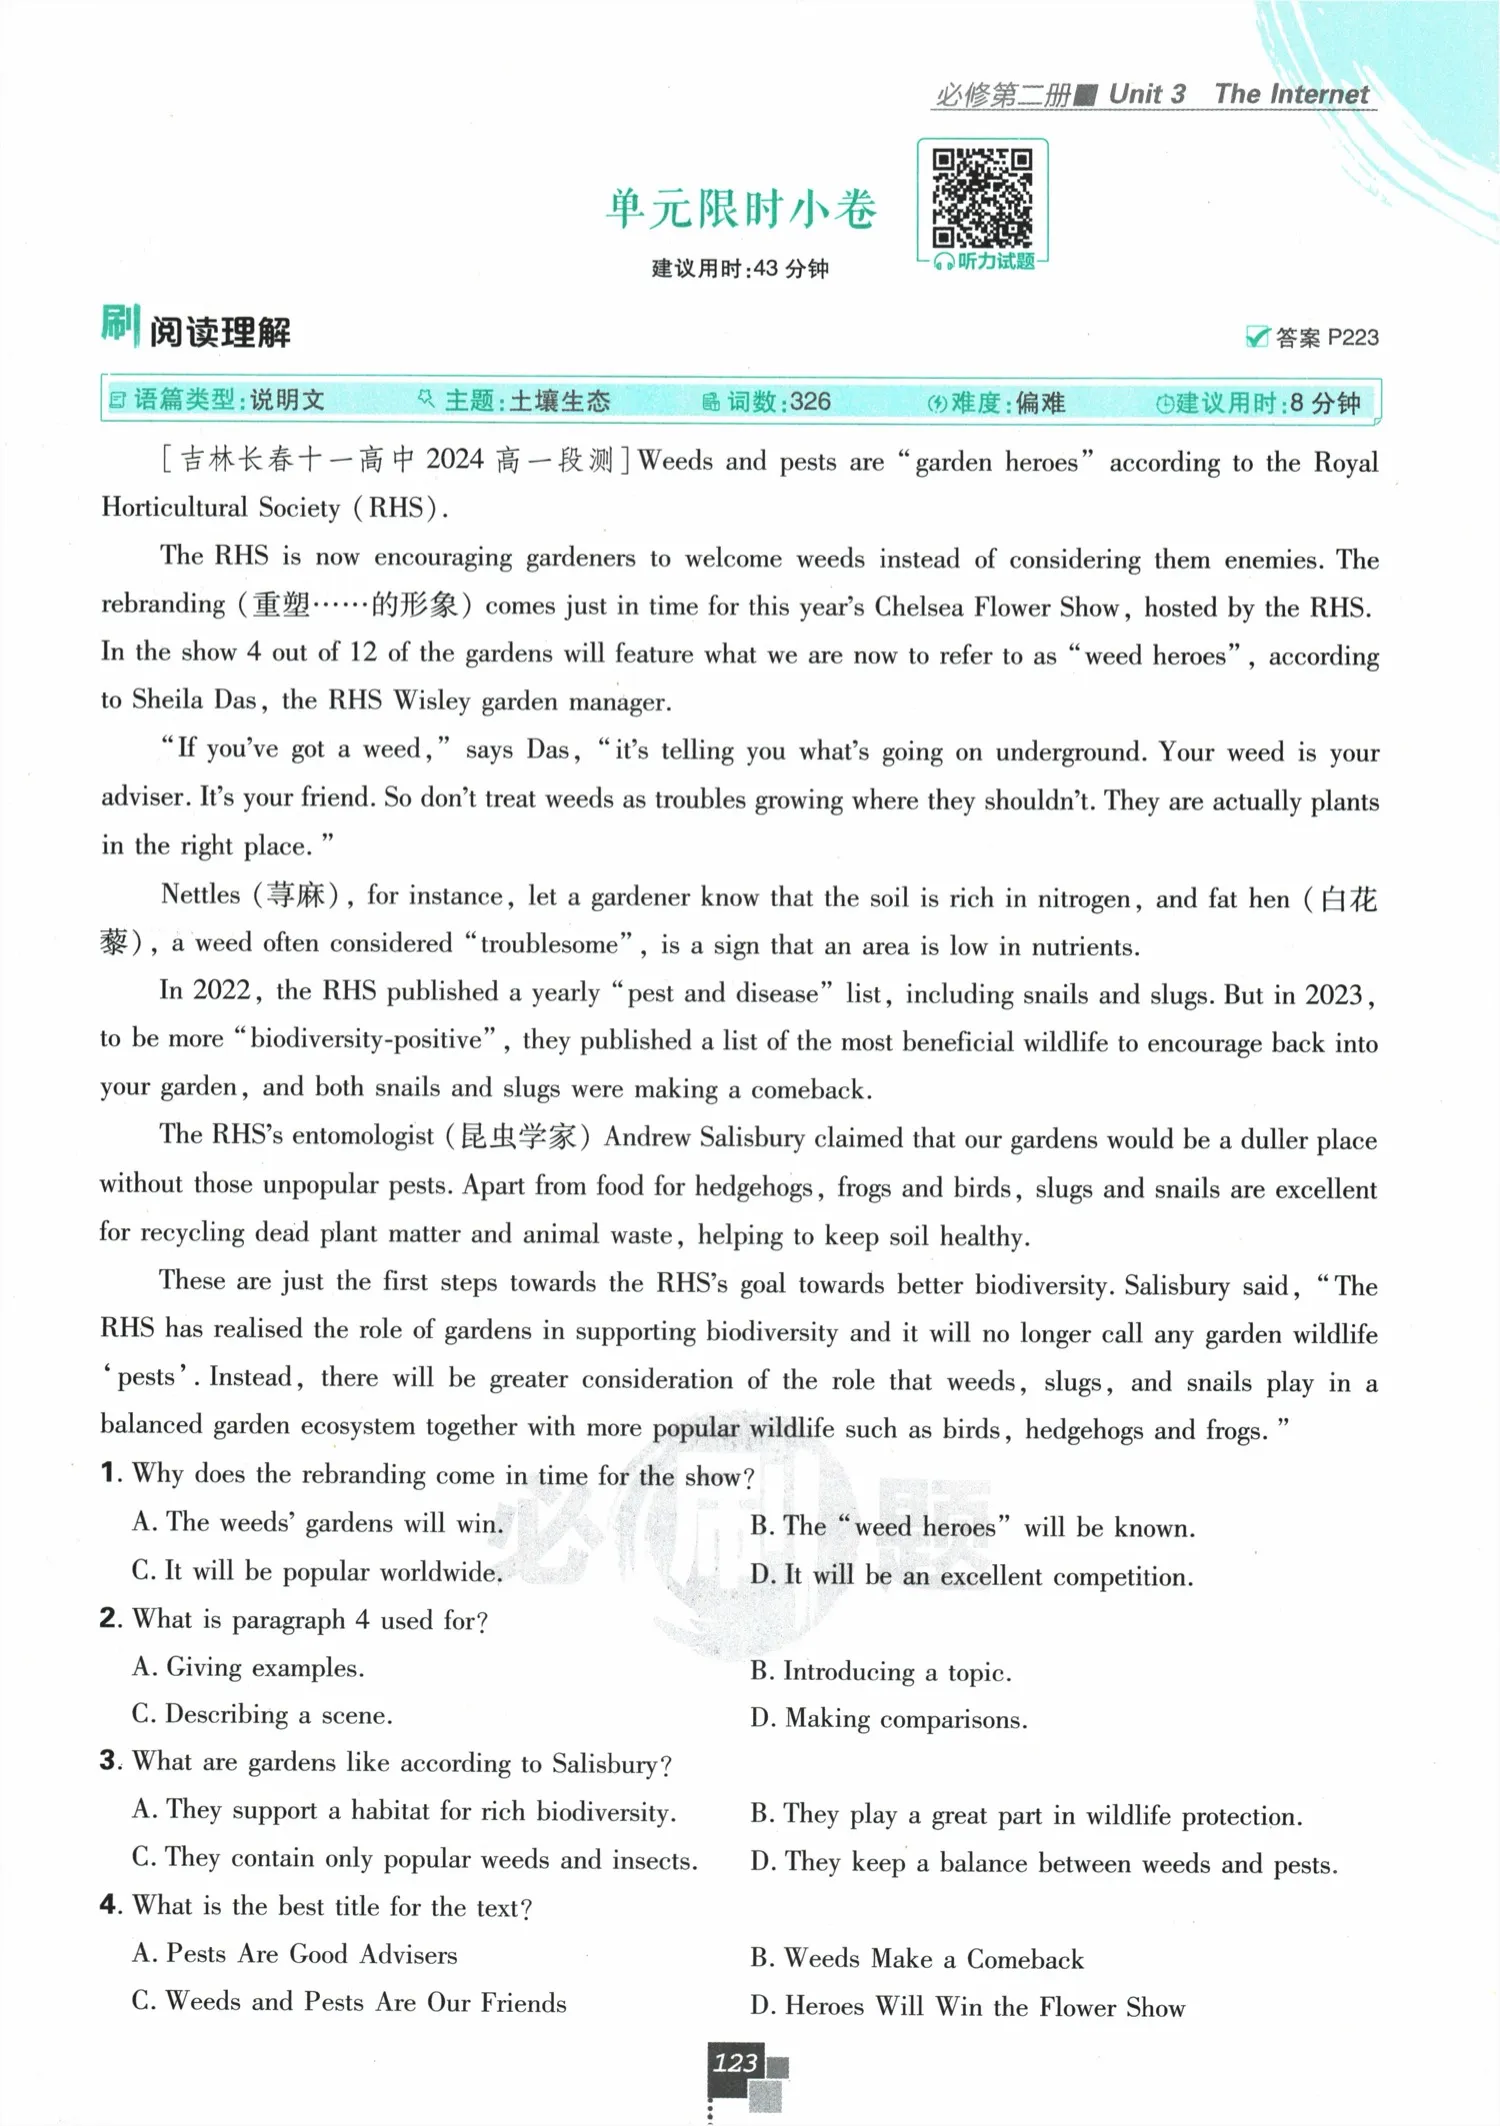 必修第二册■ Unit 3 The Internet
单元限时小卷
听力试题
建议用时:43 分钟
刷 阅读理解
答案 P223
语篇类型:说明文 主题:土壤生态 词数:326 难度:偏难 建议用时:8 分钟
[吉林长春十一高中 2024 高一段测]Weeds and pests are “garden heroes” according to the Royal
Horticultural Society (RHS).
The RHS is now encouraging gardeners to welcome weeds instead of considering them enemies. The
rebranding (重塑……的形象) comes just in time for this year’s Chelsea Flower Show, hosted by the RHS.
In the show 4 out of 12 of the gardens will feature what we are now to refer to as “weed heroes”, according
to Sheila Das, the RHS Wisley garden manager.
“If you’ve got a weed,” says Das, “it’s telling you what’s going on underground. Your weed is your
adviser. It’s your friend. So don’t treat weeds as troubles growing where they shouldn’t. They are actually plants
in the right place.”
Nettles (荨麻), for instance, let a gardener know that the soil is rich in nitrogen, and fat hen (白花
藜), a weed often considered “troublesome”, is a sign that an area is low in nutrients.
In 2022, the RHS published a yearly “pest and disease” list, including snails and slugs. But in 2023,
to be more “biodiversity-positive”, they published a list of the most beneficial wildlife to encourage back into
your garden, and both snails and slugs were making a comeback.
The RHS’s entomologist (昆虫学家) Andrew Salisbury claimed that our gardens would be a duller place
without those unpopular pests. Apart from food for hedgehogs, frogs and birds, slugs and snails are excellent
for recycling dead plant matter and animal waste, helping to keep soil healthy.
These are just the first steps towards the RHS’s goal towards better biodiversity. Salisbury said, “The
RHS has realised the role of gardens in supporting biodiversity and it will no longer call any garden wildlife
‘pests’. Instead, there will be greater consideration of the role that weeds, slugs, and snails play in a
balanced garden ecosystem together with more popular wildlife such as birds, hedgehogs and frogs.”
1. Why does the rebranding come in time for the show?
A. The weeds’ gardens will win. B. The “weed heroes” will be known.
C. It will be popular worldwide. D. It will be an excellent competition.
2. What is paragraph 4 used for?
A. Giving examples. B. Introducing a topic.
C. Describing a scene. D. Making comparisons.
3. What are gardens like according to Salisbury?
A. They support a habitat for rich biodiversity. B. They play a great part in wildlife protection.
C. They contain only popular weeds and insects. D. They keep a balance between weeds and pests.
4. What is the best title for the text?
A. Pests Are Good Advisers B. Weeds Make a Comeback
C. Weeds and Pests Are Our Friends D. Heroes Will Win the Flower Show
必刷题
123